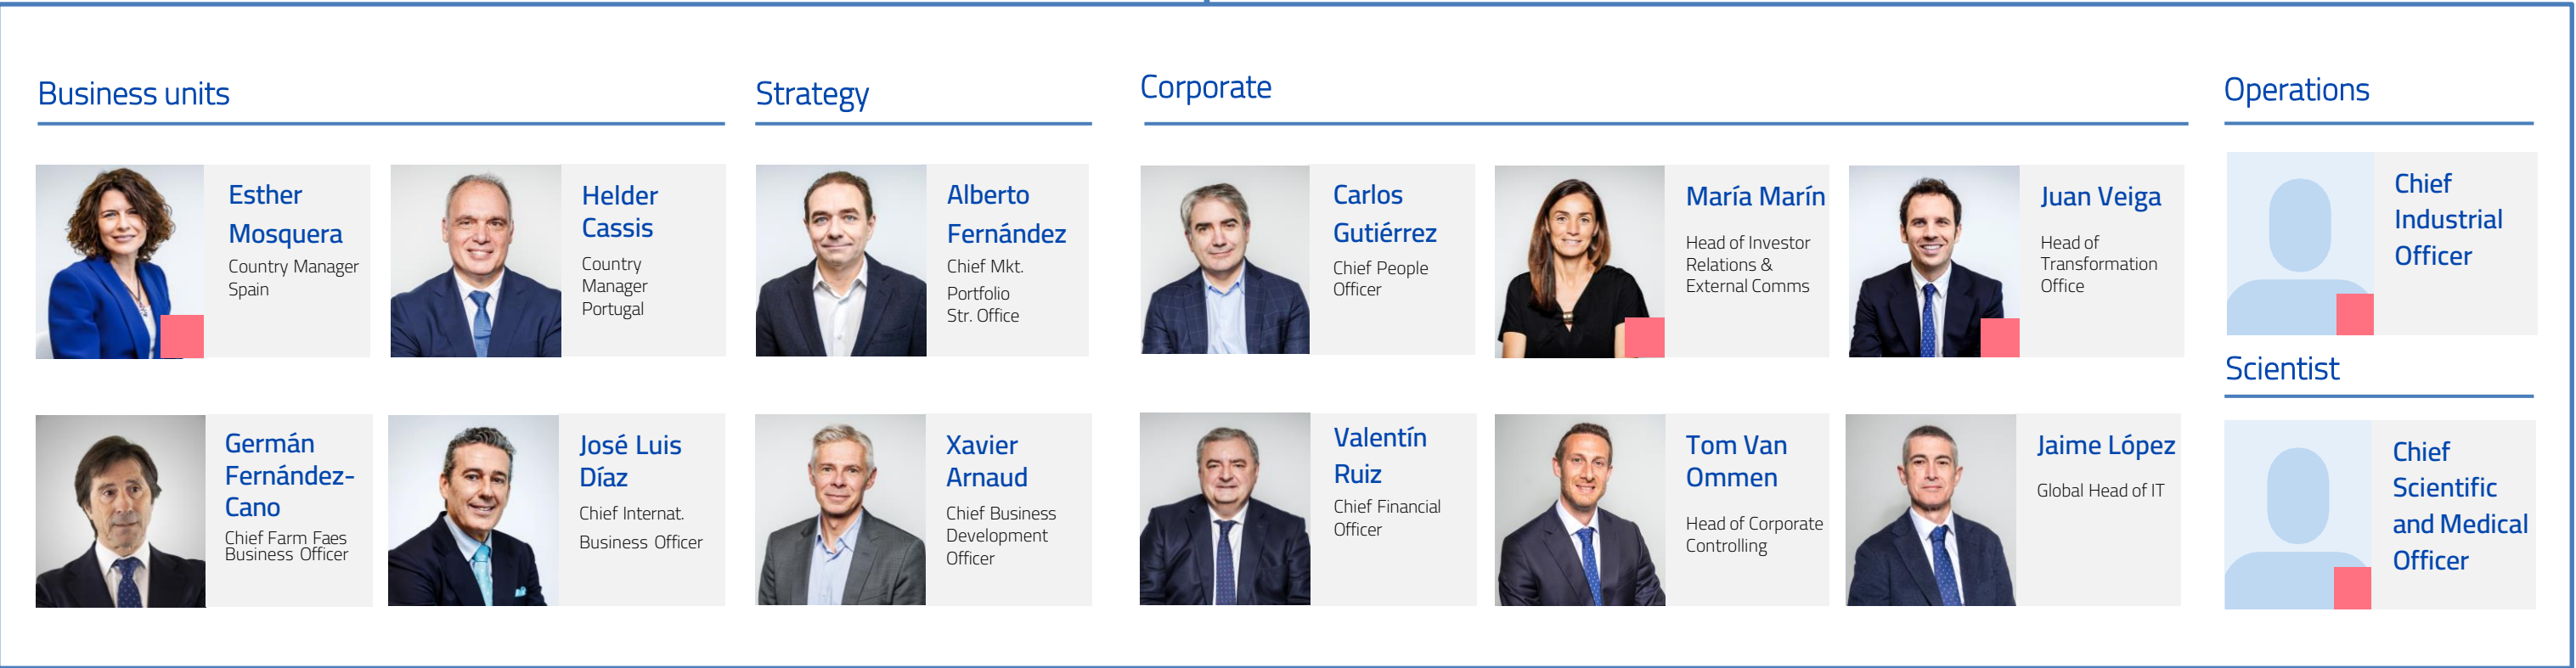 Business units
Esther
Mosquera
Country Manager
Spain
Helder
Cassis
Country
Manager
Portugal
Germán
Fernández-
Cano
Chief Farm Faes
Business Officer
José Luis
Díaz
Chief Internat.
Business Officer
Strategy
Alberto
Fernández
Chief Mkt.
Portfolio
Str. Office
Xavier
Arnaud
Chief Business
Development
Officer
Corporate
Carlos
Gutiérrez
Chief People
Officer
María Marín
Head of Investor
Relations &
External Comms
Juan Veiga
Head of
Transformation
Office
Valentín
Ruiz
Chief Financial
Officer
Tom Van
Ommen
Head of Corporate
Controlling
Jaime López
Global Head of IT
Operations
Chief
Industrial
Officer
Scientist
Chief
Scientific
and Medical
Officer